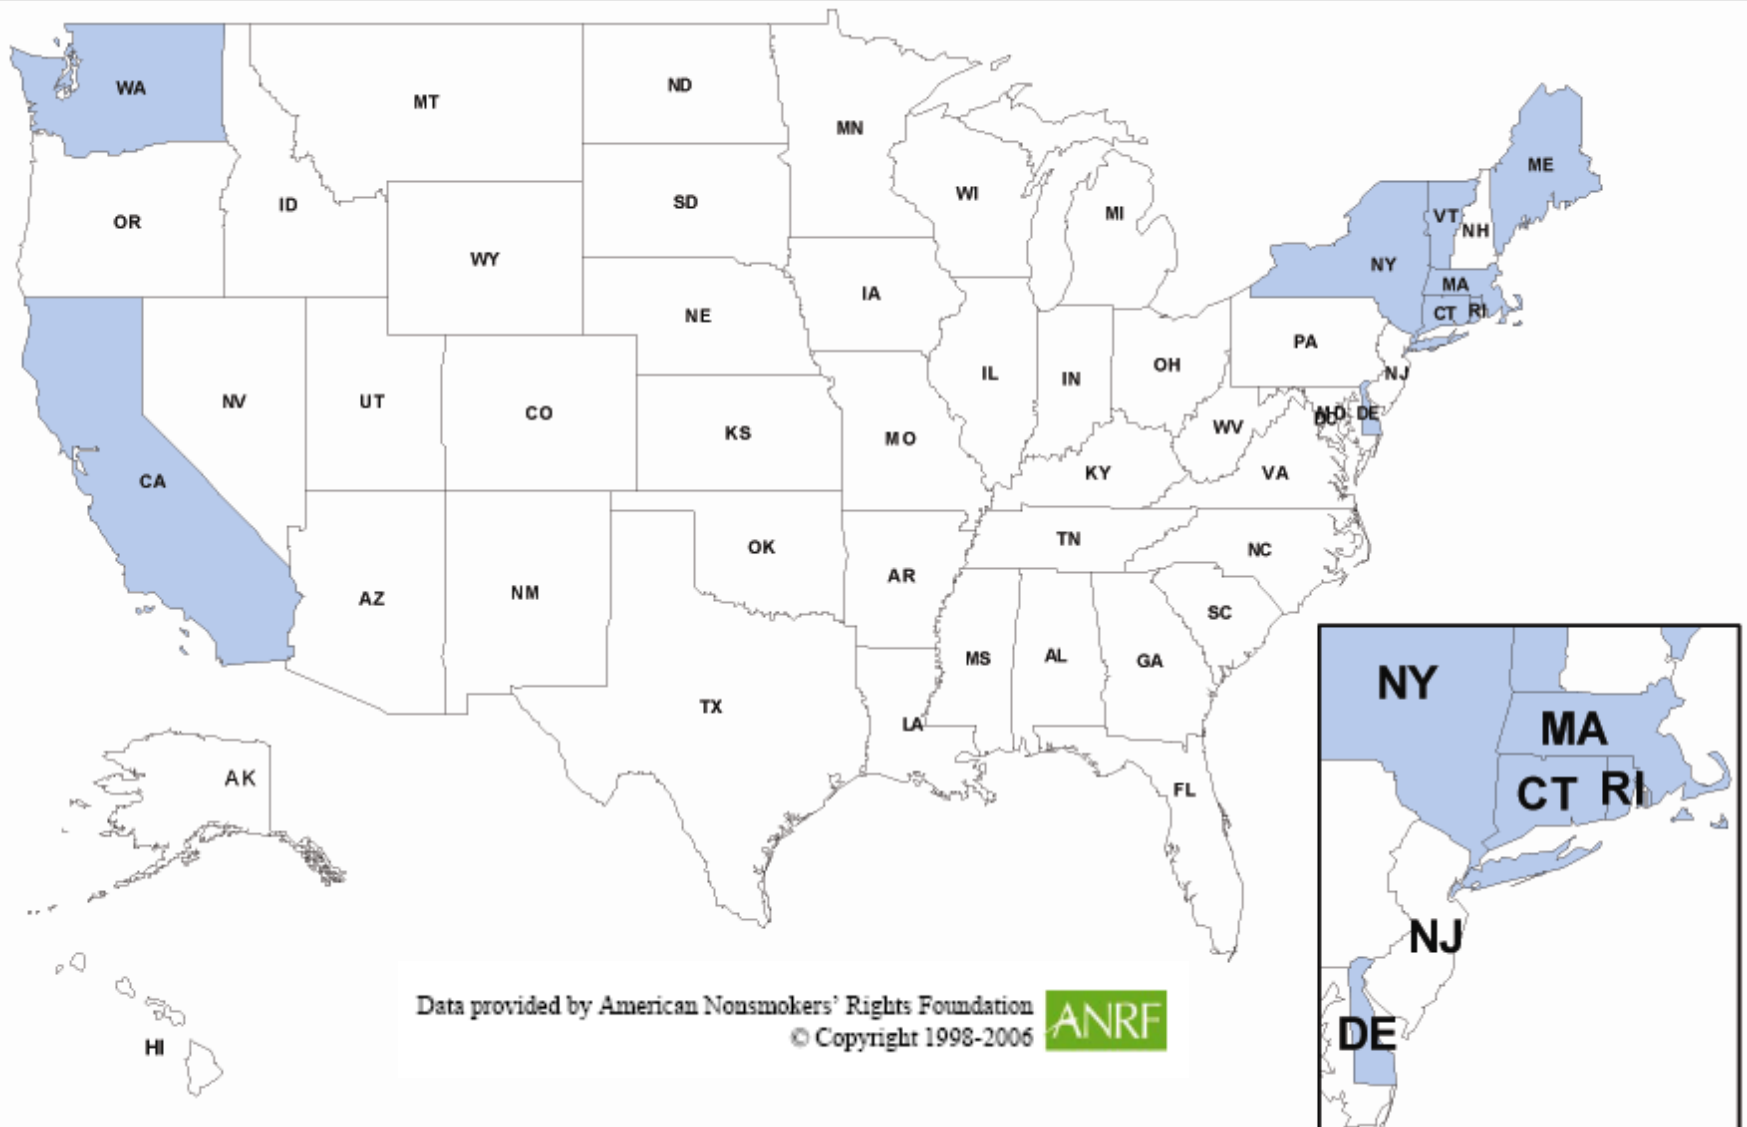 WA
MT
ND
MN
ME
OR
ID
SD
WI
MI
VT
NH
WY
NY
IA
MA
NE
CT
RI
PA
NV
UT
CO
IL
IN
OH
NJ
KS
MO
WV
MD
DC
DE
CA
KY
VA
OK
TN
NC
AZ
NM
AR
SC
TX
MS
AL
GA
LA
AK
FL
HI
NY
MA
CT
RI
NJ
DE
Data provided by American Nonsmokers' Rights Foundation
© Copyright 1998-2006
ANRF